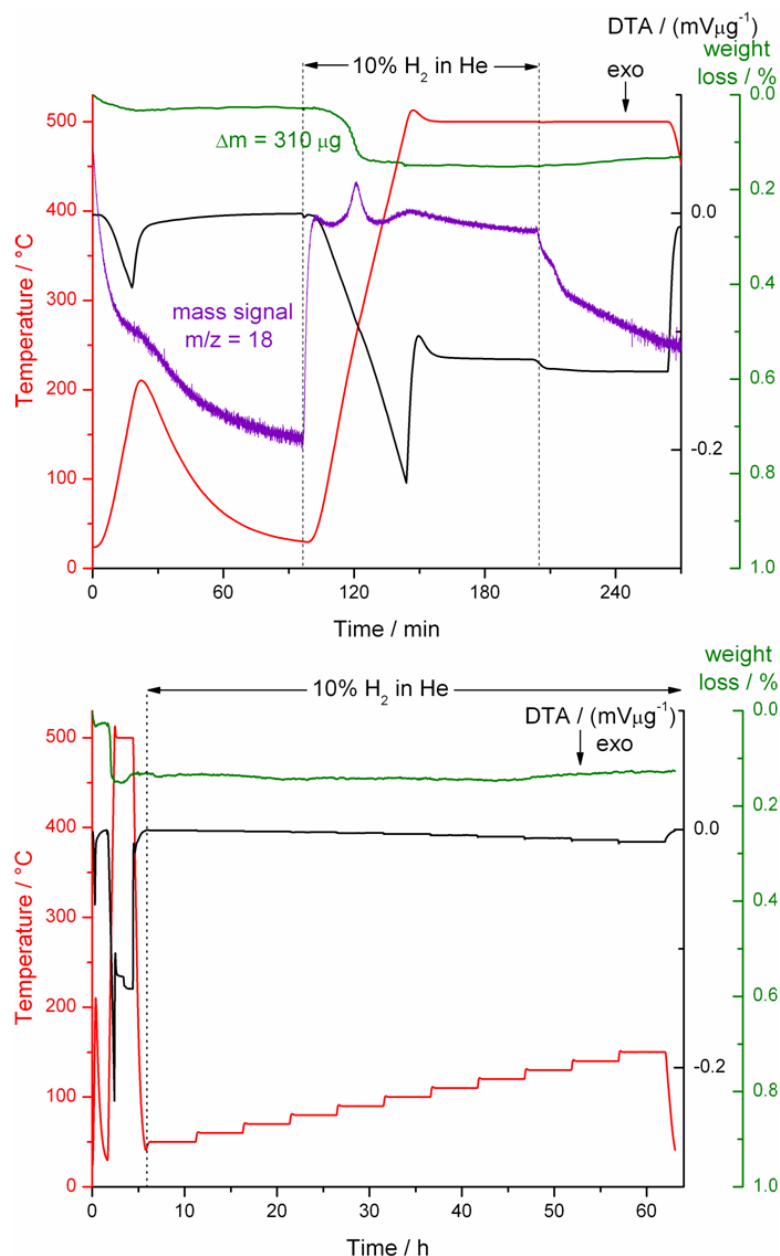 DTA / (mVµg-1)
weight
loss / %
10% H2 in He
exo
0.0
500
Δm = 310 µg
0.2
400
0.0
mass signal
m/z = 18
300
0.4
Temperature / °C
200
0.6
-0.2
100
0.8
0
1.0
0
60
120
180
240
Time / min
weight
loss / %
10% H2 in He
0.0
DTA / (mVµg-1)
exo
500
0.2
400
0.0
300
0.4
Temperature / °C
200
0.6
100
-0.2
0.8
0
1.0
0
10
20
30
40
50
60
Time / h